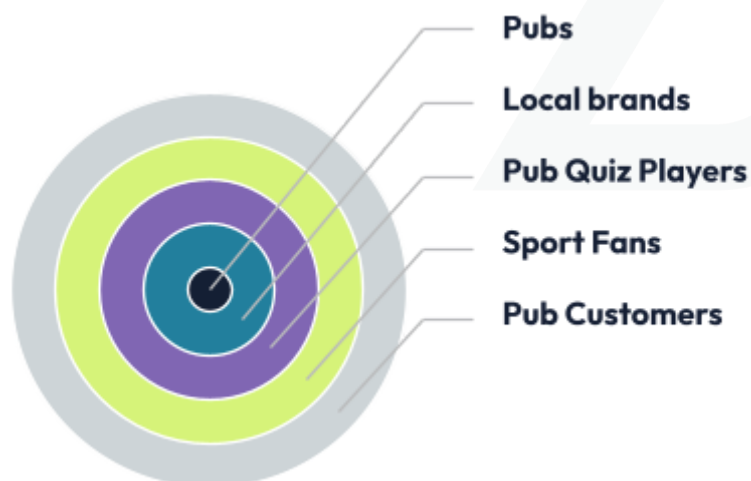 Pubs
Local brands
Pub Quiz Players
Sport Fans
Pub Customers